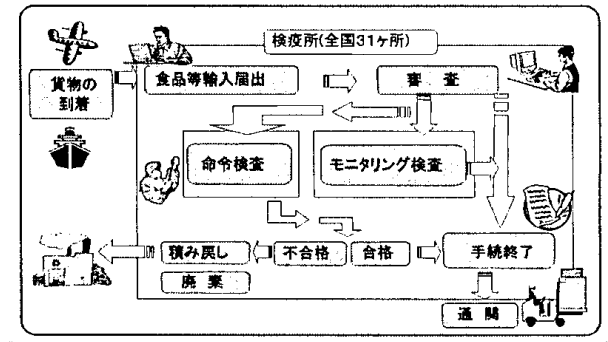 検疫所(全国31ヶ所)
貨物の
到着
食品等輸入届出
審 査
命令検査
モニタリング検査
積み戻し
不合格
合格
手続終了
廃 棄
通 関